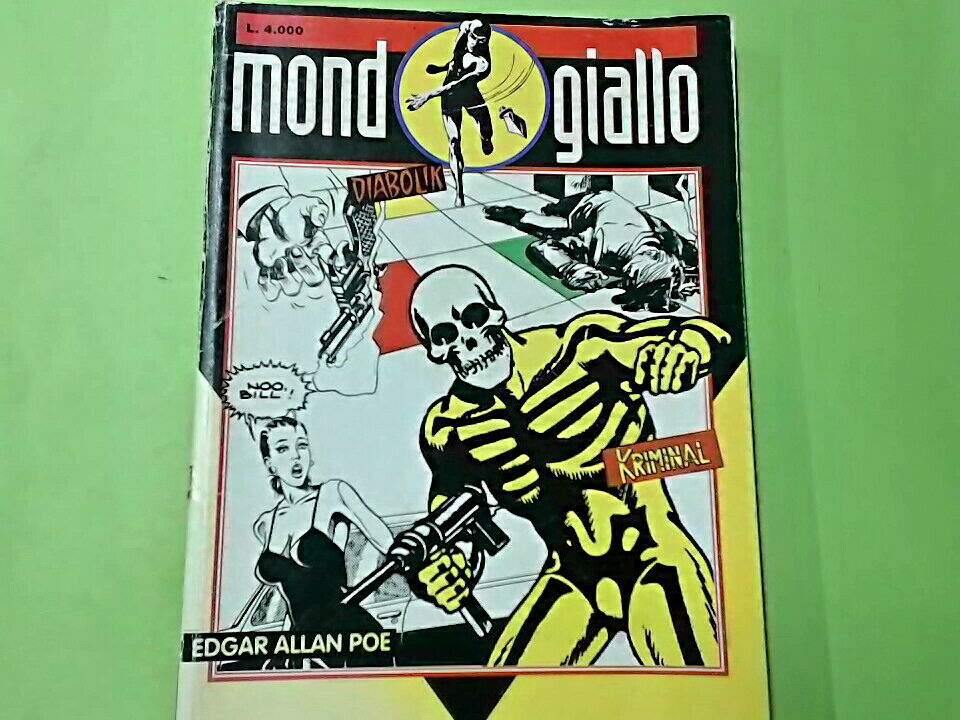 L. 4.000
mond giallo
DIABOLIK
NOO,
BILL'!
KRIMINAL
EDGAR ALLAN POE